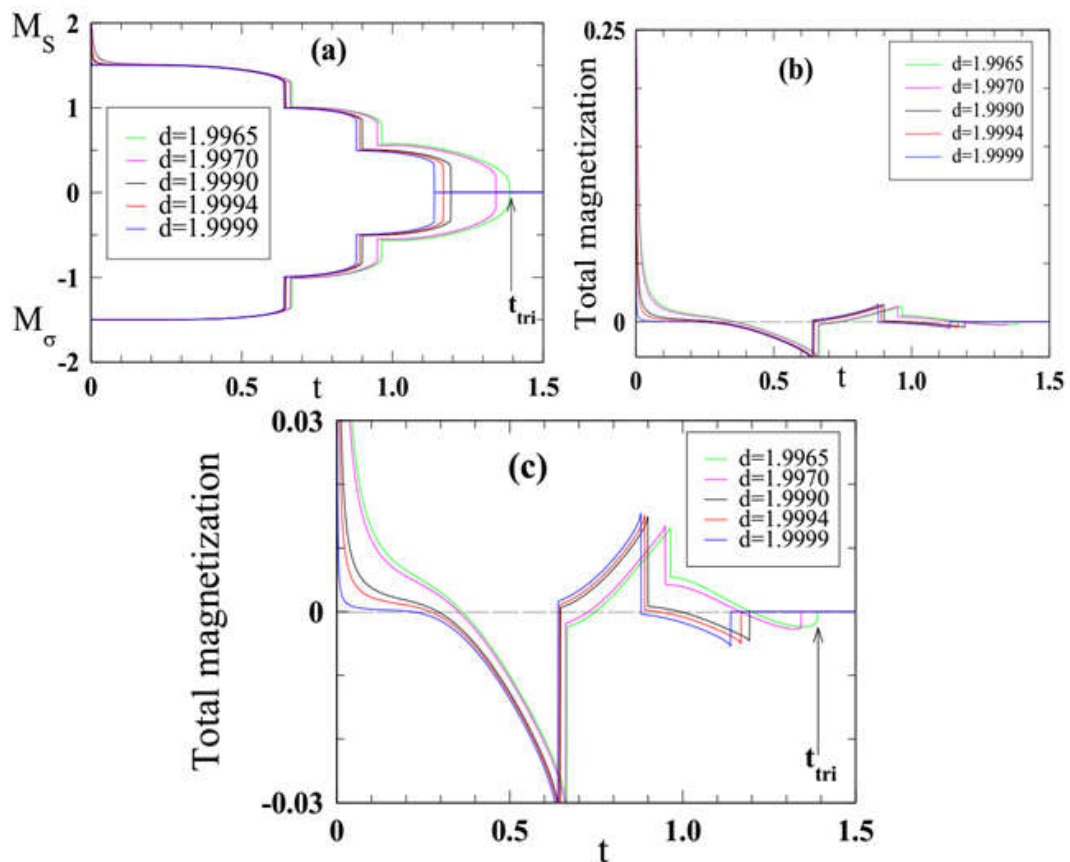 M_S
2
1
0
-1
M_σ
-2
(a)
d=1.9965
d=1.9970
d=1.9990
d=1.9994
d=1.9999
t_tri
0
0.5
1.0
1.5
t
Total magnetization
0.25
0
(b)
d=1.9965
d=1.9970
d=1.9990
d=1.9994
d=1.9999
0
0.5
1.0
1.5
t
Total magnetization
0.03
0
-0.03
(c)
d=1.9965
d=1.9970
d=1.9990
d=1.9994
d=1.9999
t_tri
0
0.5
1.0
1.5
t